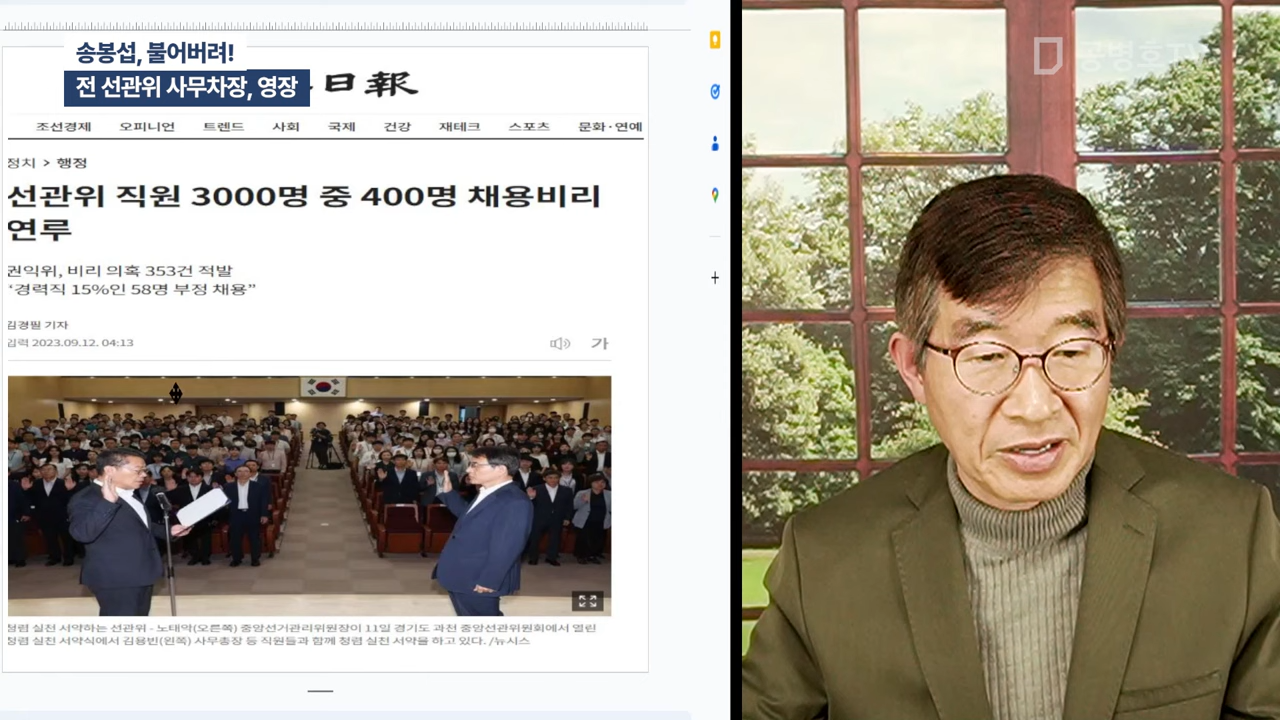 송봉섭, 불어버려!
전 선관위 사무차장, 영장
日報
공병호TV
조선경제 오피니언 트렌드 사회 국제 건강 재테크 스포츠 문화·연예
정치 > 행정
선관위 직원 3000명 중 400명 채용비리
연루
권익위, 비리 의혹 353건 적발
“경력직 15%인 58명 부정 채용”
김경필 기자
입력 2023.09.12. 04:13
가
청렴 실천 서약하는 선관위 - 노태악(오른쪽) 중앙선거관리위원장이 11일 경기도 과천 중앙선관위원회에서 열린
청렴 실천 서약식에서 김용빈(왼쪽) 사무총장 등 직원들과 함께 청렴 실천 서약을 하고 있다. /뉴시스